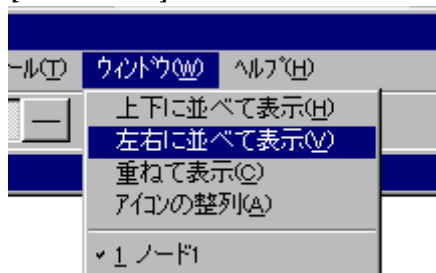 ール(T) ウィンドウ(W) ヘルプ(H)
上下に並べて表示(H)
左右に並べて表示(V)
重ねて表示(C)
アイコンの整列(A)
✓ 1 ノード1